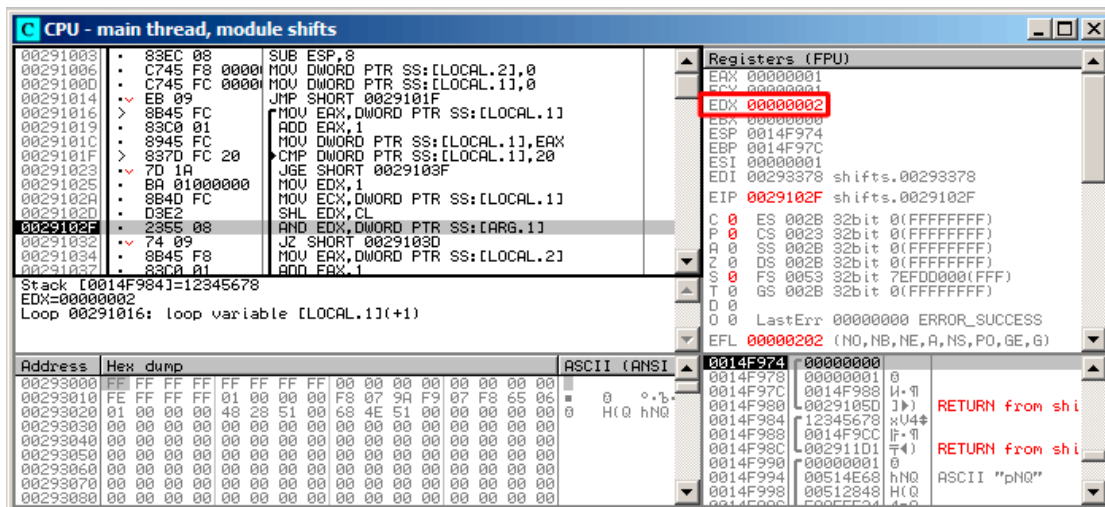 CPU - main thread, module shifts
00291003 · 83EC 08 SUB ESP,8
00291006 · C745 F8 0000 MOV DWORD PTR SS:[LOCAL.2],0
0029100D · C745 FC 0000 MOV DWORD PTR SS:[LOCAL.1],0
00291014 · EB 09 JMP SHORT 0029101F
00291016 > 8B45 FC MOV EAX,DWORD PTR SS:[LOCAL.1]
00291019 · 83C0 01 ADD EAX,1
0029101C · 8945 FC MOV DWORD PTR SS:[LOCAL.1],EAX
0029101F > 837D FC 20 CMP DWORD PTR SS:[LOCAL.1],20
00291023 · 7D 1A JGE SHORT 0029103F
00291025 · BA 01000000 MOV EDX,1
0029102A · 8B4D FC MOV ECX,DWORD PTR SS:[LOCAL.1]
0029102D · D3E2 SHL EDX,CL
0029102F · 2355 08 AND EDX,DWORD PTR SS:[ARG.1]
00291032 · 74 09 JZ SHORT 0029103D
00291034 · 8B45 F8 MOV EAX,DWORD PTR SS:[LOCAL.2]
00291037 · 83C0 01 ADD EAX,1
Stack [0014F984]=12345678
EDX=00000002
Loop 00291016: loop variable [LOCAL.1](+1)
Registers (FPU)
EAX 00000001
ECX 00000001
EDX 00000002
EBX 00000000
ESP 0014F974
EBP 0014F97C
ESI 00000001
EDI 00293378 shifts.00293378
EIP 0029102F shifts.0029102F
C 0 ES 002B 32bit 0(FFFFFFFF)
P 0 CS 0023 32bit 0(FFFFFFFF)
A 0 SS 002B 32bit 0(FFFFFFFF)
Z 0 DS 002B 32bit 0(FFFFFFFF)
S 0 FS 0053 32bit 7EFDD000(FFF)
T 0 GS 002B 32bit 0(FFFFFFFF)
D 0
O 0 LastErr 00000000 ERROR_SUCCESS
EFL 00000202 (NO,NB,NE,A,NS,PO,GE,G)
Address Hex dump ASCII (ANSI
00293000 FF FF FF FF FF FF FF FF 00 00 00 00 00 00 00 00
00293010 FE FF FF FF 01 00 00 00 F8 07 9A F9 07 F8 65 06
00293020 01 00 00 00 48 28 51 00 68 4E 51 00 00 00 00 00 H(Q hNQ
00293030 00 00 00 00 00 00 00 00 00 00 00 00 00 00 00 00
00293040 00 00 00 00 00 00 00 00 00 00 00 00 00 00 00 00
00293050 00 00 00 00 00 00 00 00 00 00 00 00 00 00 00 00
00293060 00 00 00 00 00 00 00 00 00 00 00 00 00 00 00 00
00293070 00 00 00 00 00 00 00 00 00 00 00 00 00 00 00 00
00293080 00 00 00 00 00 00 00 00 00 00 00 00 00 00 00 00
0014F974 00000000
0014F978 00000001
0014F97C 0014F988
0014F980 0029105D RETURN from shi
0014F984 12345678 xV4
0014F988 0014F9CC
0014F98C 002911D1 RETURN from shi
0014F990 00000001
0014F994 00514E68 hNQ ASCII "pNQ"
0014F998 00512848 H(Q